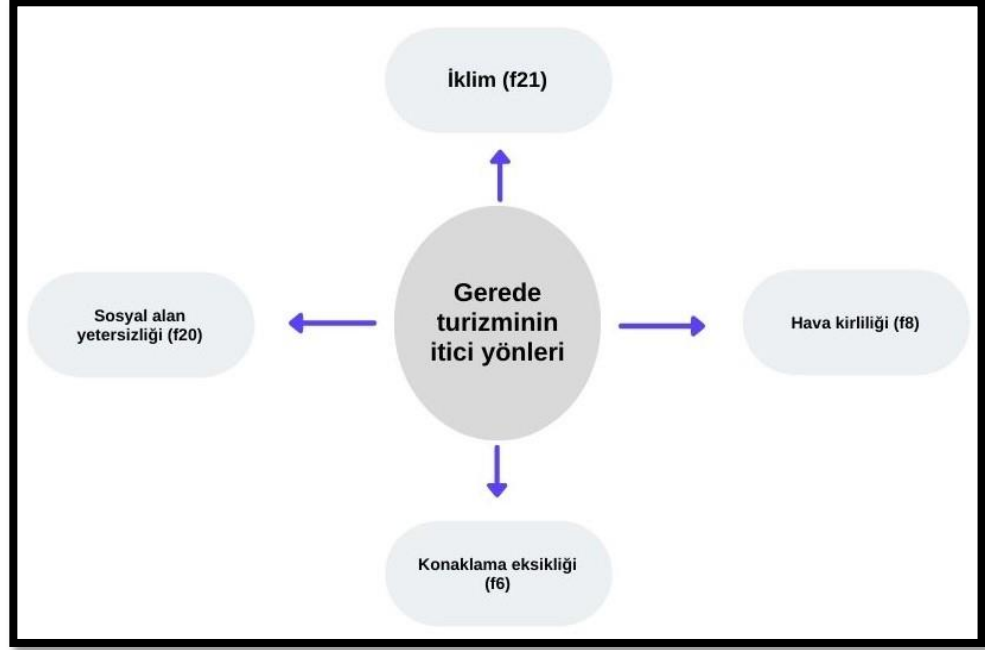 İklim (f21)
Gerede
turizminin
itici yönleri
Sosyal alan
yetersizliği (f20)
Hava kirliliği (f8)
Konaklama eksikliği
(f6)